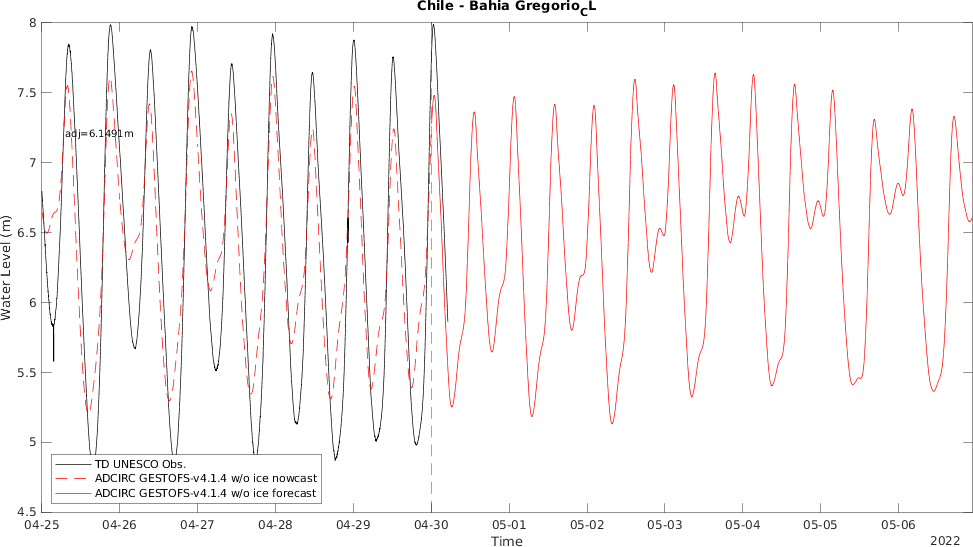 Chile - Bahia Gregorio_CL
Water Level (m)
8
7.5
7
6.5
6
5.5
5
4.5
adj=6.1491m
TD UNESCO Obs.
ADCIRC GESTOFS-v4.1.4 w/o ice nowcast
ADCIRC GESTOFS-v4.1.4 w/o ice forecast
04-25 04-26 04-27 04-28 04-29 04-30 05-01 05-02 05-03 05-04 05-05 05-06
Time
2022